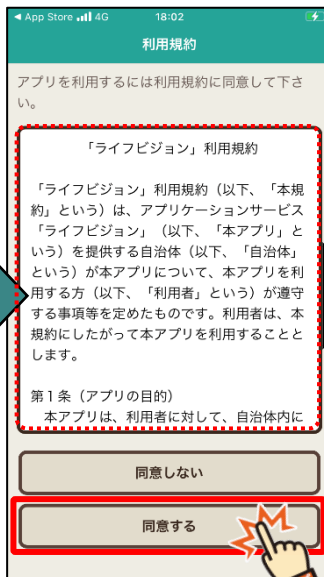 App Store 4G 18:02
利用規約
アプリを利用するには利用規約に同意して下さ
い。
「ライフビジョン」利用規約
「ライフビジョン」利用規約（以下、「本規
約」という）は、アプリケーションサービス
「ライフビジョン」（以下、「本アプリ」と
いう）を提供する自治体（以下、「自治体」
という）が本アプリについて、本アプリを利
用する方（以下、「利用者」という）が遵守
する事項等を定めたものです。利用者は、本
規約にしたがって本アプリを利用することと
します。
第１条（アプリの目的）
本アプリは、利用者に対して、自治体内に
同意しない
同意する